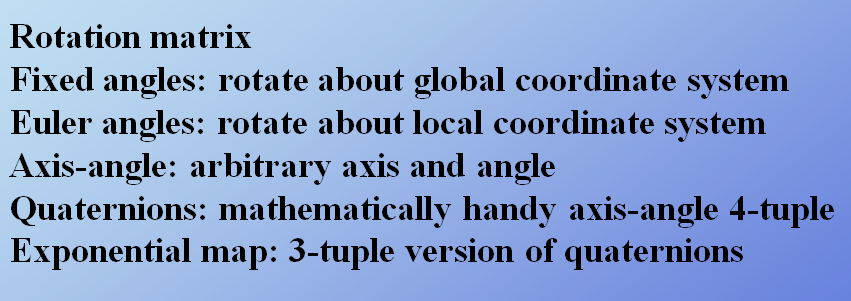 Rotation matrix
Fixed angles: rotate about global coordinate system
Euler angles: rotate about local coordinate system
Axis-angle: arbitrary axis and angle
Quaternions: mathematically handy axis-angle 4-tuple
Exponential map: 3-tuple version of quaternions